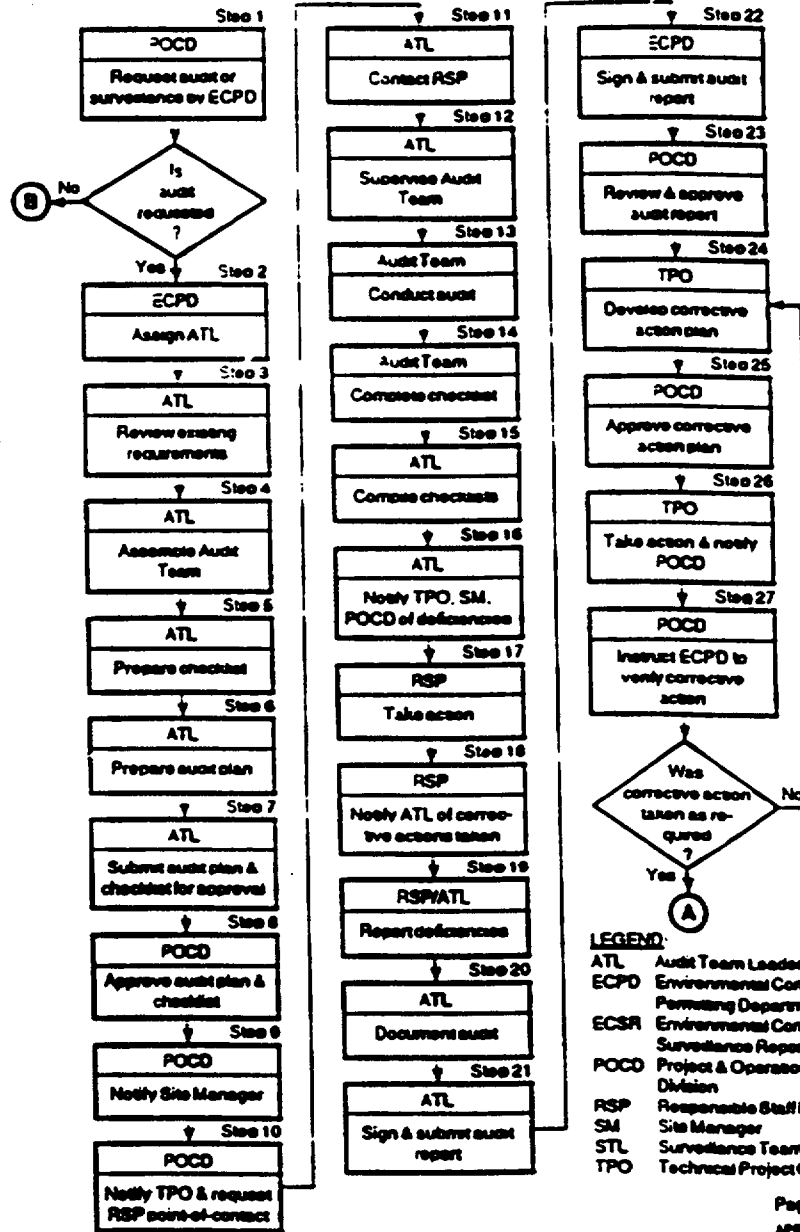 Step 1
POCD
Request audit or
surveillance by ECPD
Is
audit
requested
?
No
B
Yes
Step 2
ECPD
Assign ATL
Step 3
ATL
Review existing
requirements
Step 4
ATL
Assemble Audit
Team
Step 5
ATL
Prepare checklist
Step 6
ATL
Prepare audit plan
Step 7
ATL
Submit audit plan &
checklist for approval
Step 8
POCD
Approve audit plan &
checklist
Step 9
POCD
Notify Site Manager
Step 10
POCD
Notify TPO & request
RSP point-of-contact
Step 11
ATL
Contact RSP
Step 12
ATL
Supervise Audit
Team
Step 13
Audit Team
Conduct audit
Step 14
Audit Team
Complete checklist
Step 15
ATL
Compile checklists
Step 16
ATL
Notify TPO, SM,
POCD of deficiencies
Step 17
RSP
Take action
Step 18
RSP
Notify ATL of correc-
tive actions taken
Step 19
RSP/ATL
Report deficiencies
Step 20
ATL
Document audit
Step 21
ATL
Sign & submit audit
report
Step 22
ECPD
Sign & submit audit
report
Step 23
POCD
Review & approve
audit report
Step 24
TPO
Develop corrective
action plan
Step 25
POCD
Approve corrective
action plan
Step 26
TPO
Take action & notify
POCD
Step 27
POCD
Instruct ECPD to
verify corrective
action
Was
corrective action
taken as re-
quired
?
No
Yes
A
LEGEND:
ATL Audit Team Leader
ECPD Environmental Com
Permitting Departm
ECSR Environmental Com
Surveillance Repor
POCD Project & Operation
Division
RSP Responsible Staff
SM Site Manager
STL Surveillance Team
TPO Technical Project